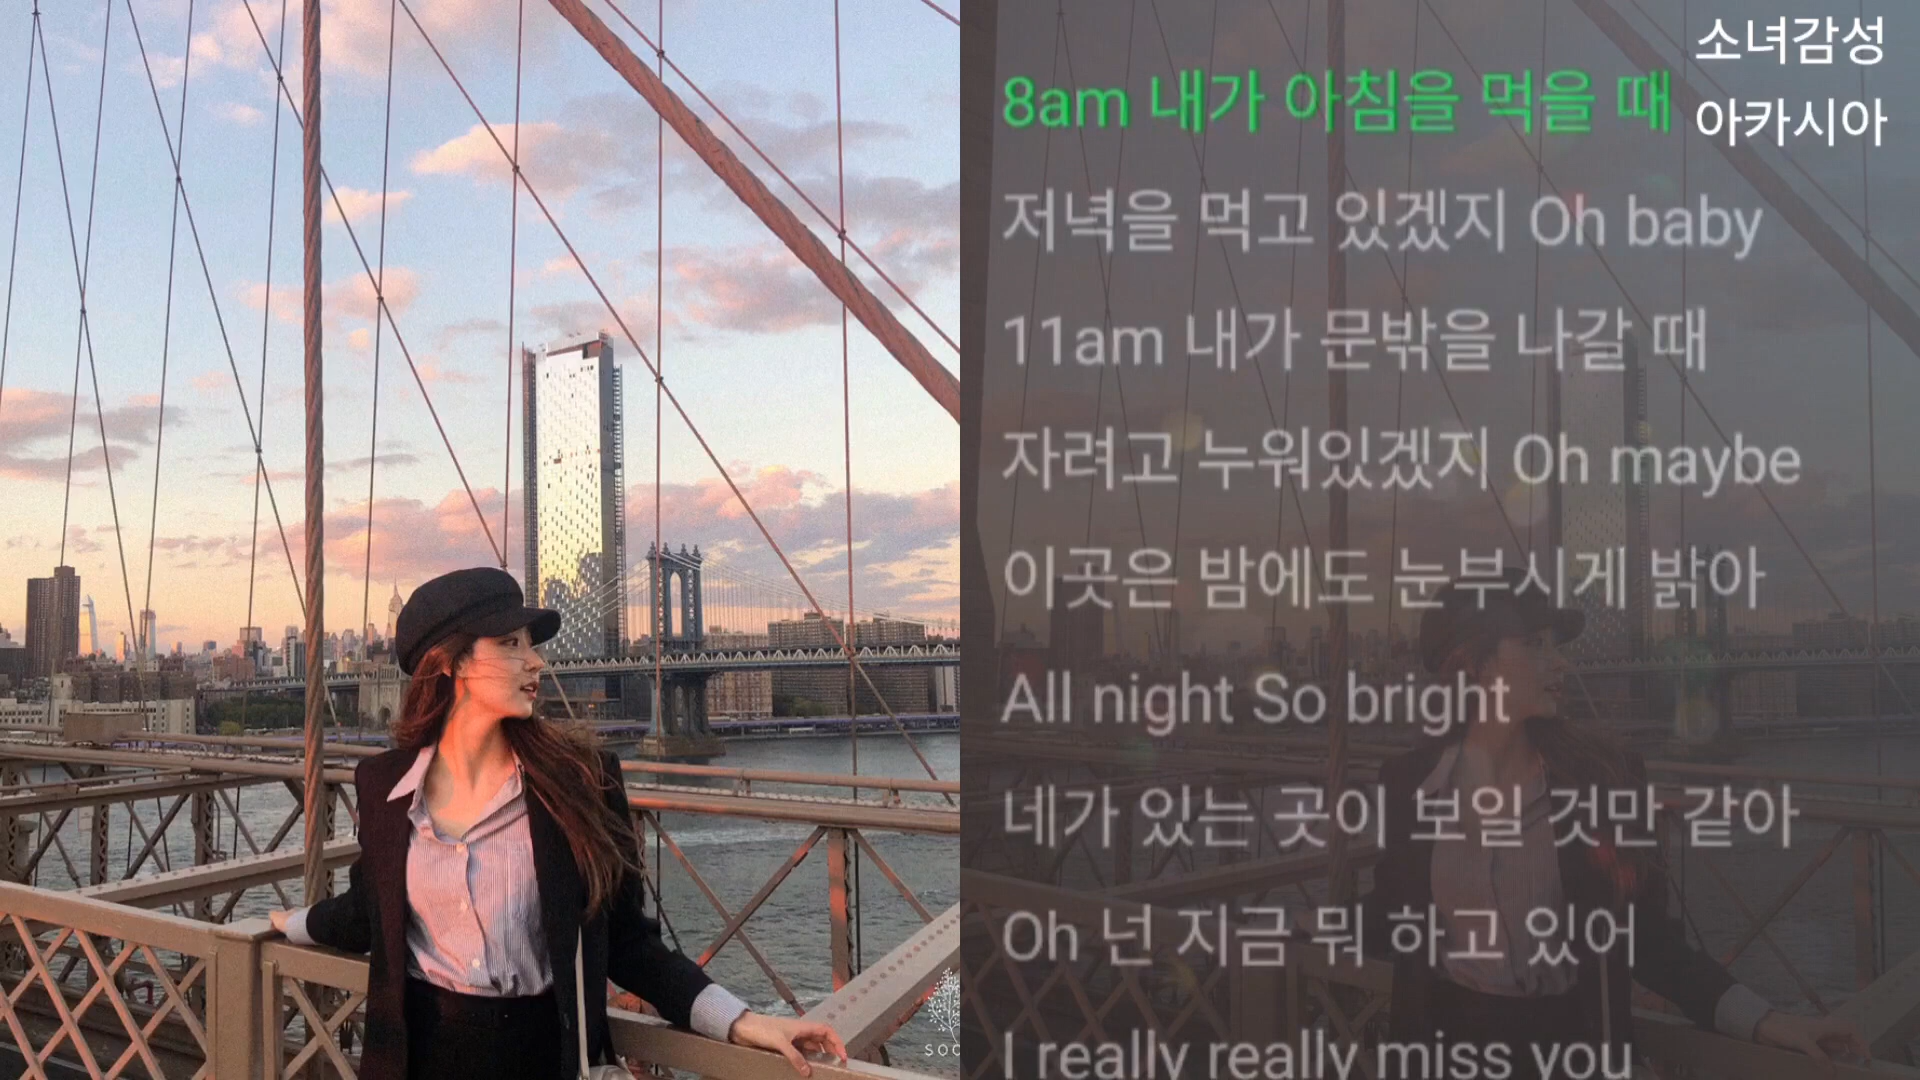 소녀감성
아카시아
8am 내가 아침을 먹을 때
저녁을 먹고 있겠지 Oh baby
11am 내가 문밖을 나갈 때
자려고 누워있겠지 Oh maybe
이곳은 밤에도 눈부시게 밝아
All night So bright
네가 있는 곳이 보일 것만 같아
Oh 넌 지금 뭐 하고 있어
I really really miss you
SOO